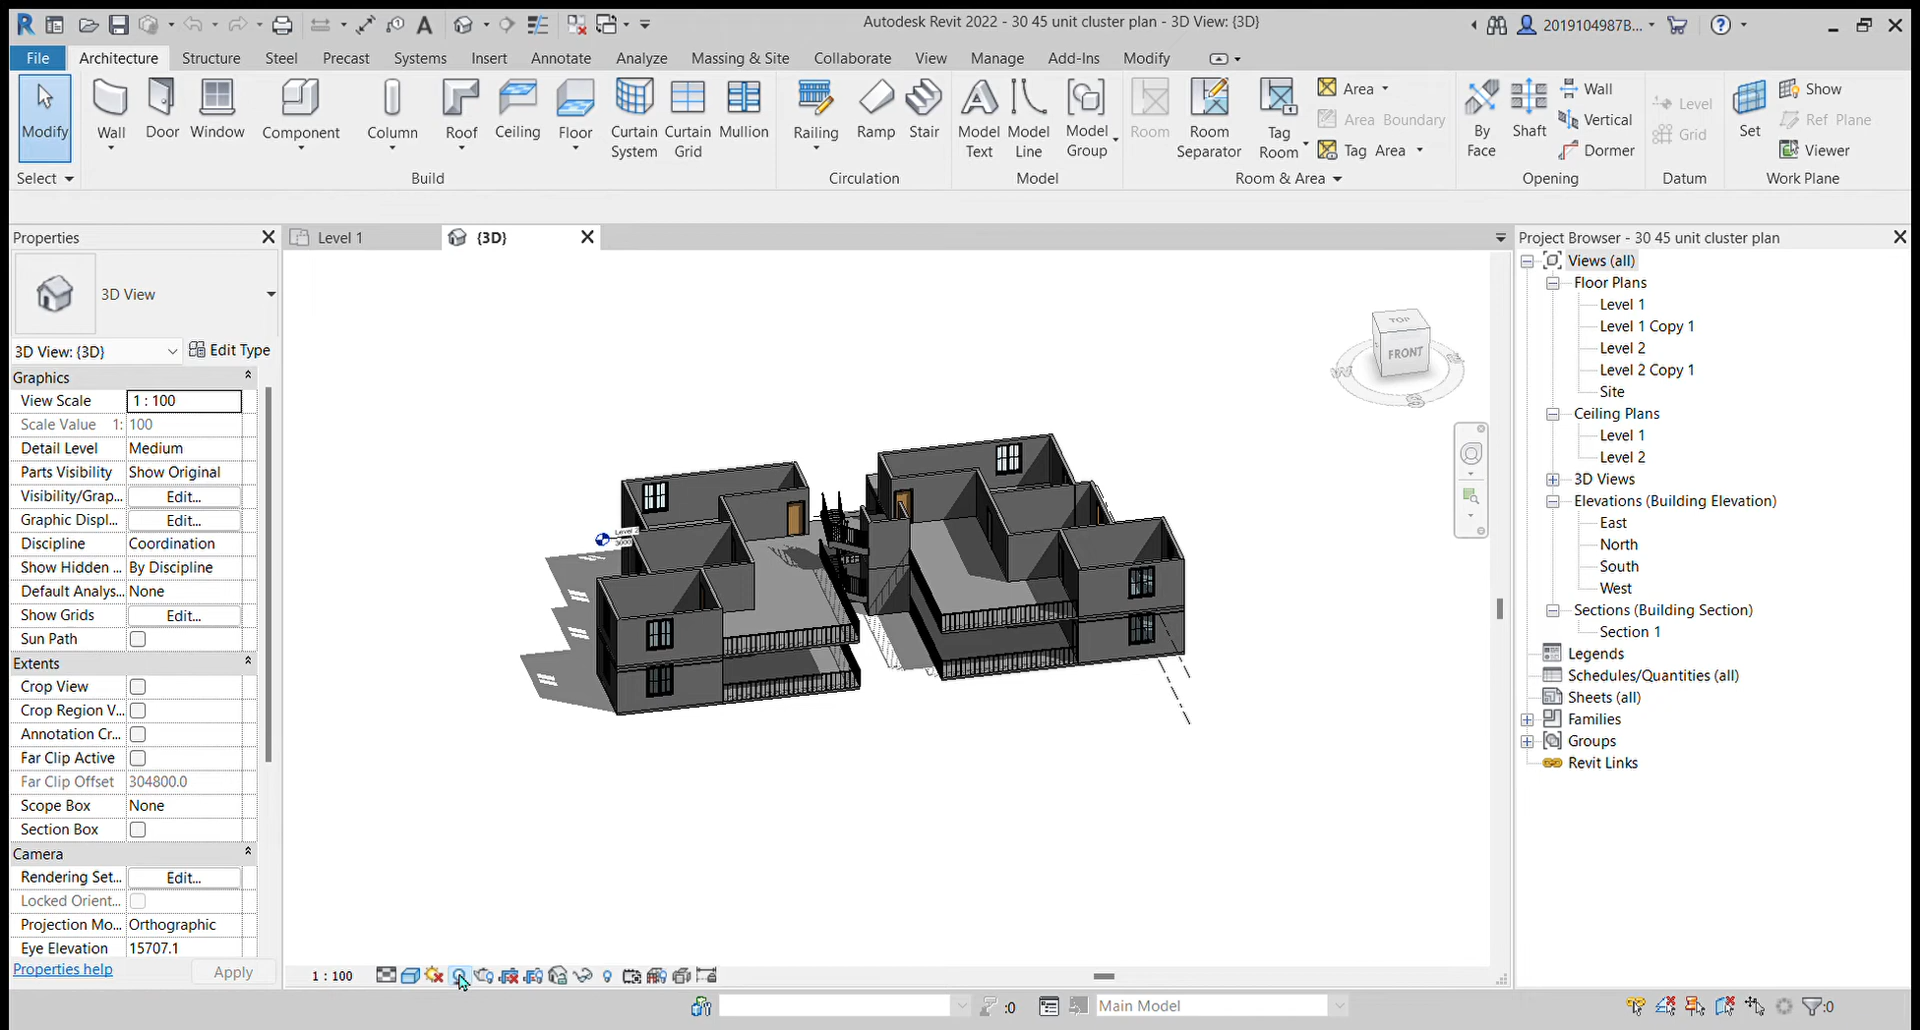 Autodesk Revit 2022 - 30 45 unit cluster plan - 3D View: {3D}
2019104987B...
File Architecture Structure Steel Precast Systems Insert Annotate Analyze Massing & Site Collaborate View Manage Add-Ins Modify
Modify
Wall
Door
Window
Component
Column
Roof
Ceiling
Floor
Curtain
System
Curtain
Grid
Mullion
Railing
Ramp
Stair
Model
Text
Model
Line
Model
Group
Room
Room
Separator
Tag
Room
Area
Area Boundary
Tag Area
By
Face
Shaft
Wall
Vertical
Dormer
Level
Grid
Set
Show
Ref Plane
Viewer
Select Build Circulation Model Room & Area Opening Datum Work Plane
Properties
3D View
3D View: {3D}
Edit Type
Graphics
View Scale 1 : 100
Scale Value 1: 100
Detail Level Medium
Parts Visibility Show Original
Visibility/Grap... Edit...
Graphic Displ... Edit...
Discipline Coordination
Show Hidden ... By Discipline
Default Analys... None
Show Grids Edit...
Sun Path
Extents
Crop View
Crop Region V...
Annotation Cr...
Far Clip Active
Far Clip Offset 304800.0
Scope Box None
Section Box
Camera
Rendering Set... Edit...
Locked Orient...
Projection Mo... Orthographic
Eye Elevation 15707.1
Properties help
Apply
Level 1
{3D}
TOP
FRONT
W
S
1 : 100
:0
Main Model
:0
Project Browser - 30 45 unit cluster plan
Views (all)
Floor Plans
Level 1
Level 1 Copy 1
Level 2
Level 2 Copy 1
Site
Ceiling Plans
Level 1
Level 2
3D Views
Elevations (Building Elevation)
East
North
South
West
Sections (Building Section)
Section 1
Legends
Schedules/Quantities (all)
Sheets (all)
Families
Groups
Revit Links